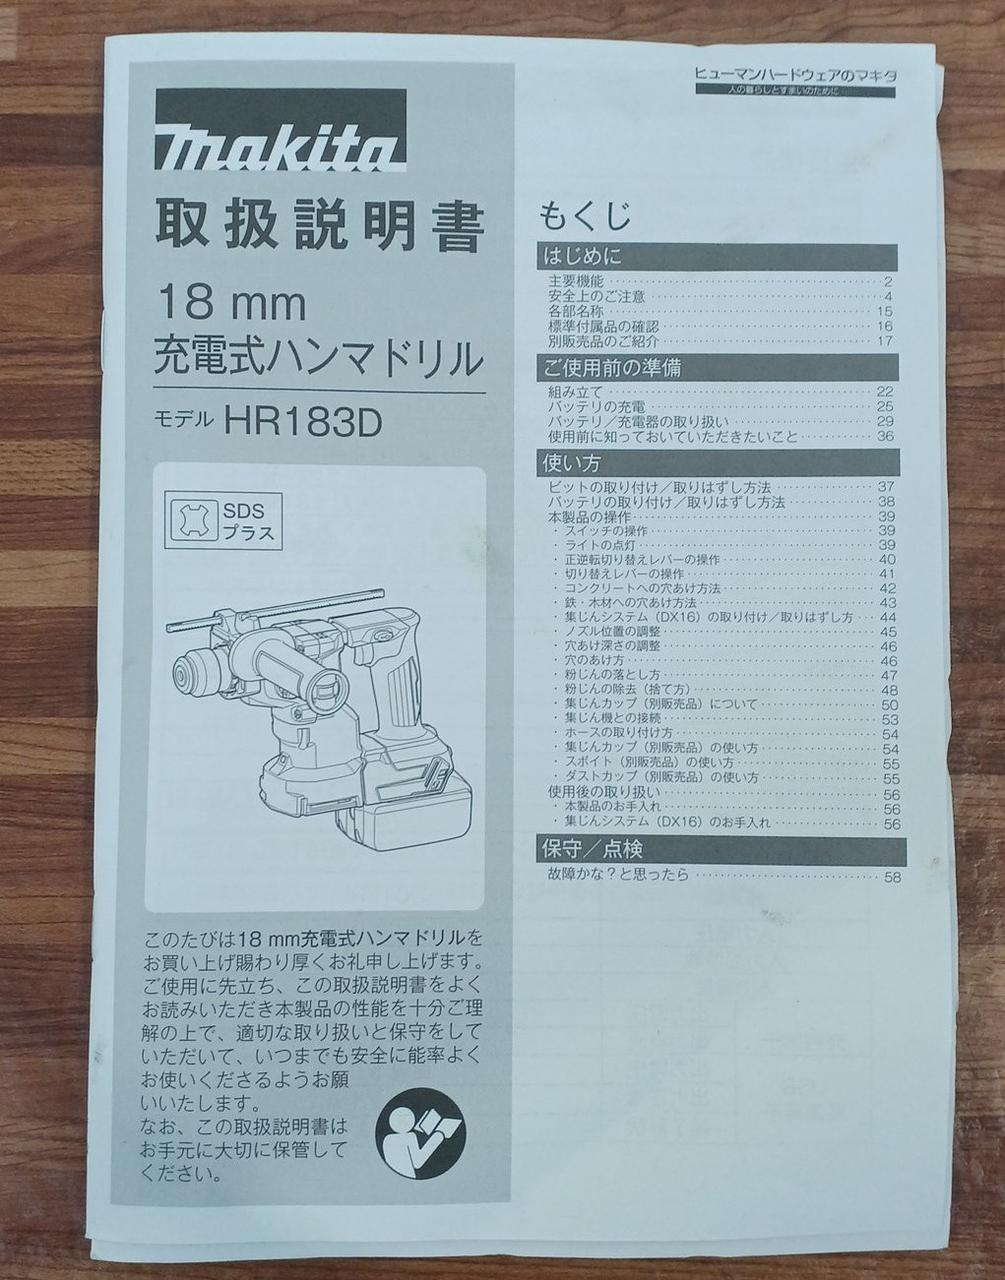 makita
取扱説明書
18 mm
充電式ハンマドリル
モデル HR183D
SDS
プラス
このたびは18 mm充電式ハンマドリルを
お買い上げ賜わり厚くお礼申し上げます。
ご使用に先立ち、この取扱説明書をよく
お読みいただき本製品の性能を十分ご理
解の上で、適切な取り扱いと保守をして
いただいて、いつまでも安全に能率よく
お使いくださるようお願
いいたします。
なお、この取扱説明書は
お手元に大切に保管して
ください。
ヒューマンハードウェアのマキタ
人の暮らしとすまいのために
もくじ
はじめに
主要機能 2
安全上のご注意 4
各部名称 15
標準付属品の確認 16
別販売品のご紹介 17
ご使用前の準備
組み立て 22
バッテリの充電 25
バッテリ／充電器の取り扱い 29
使用前に知っておいていただきたいこと 36
使い方
ビットの取り付け／取りはずし方法 37
バッテリの取り付け／取りはずし方法 38
本製品の操作 39
・ スイッチの操作 39
・ ライトの点灯 39
・ 正逆転切り替えレバーの操作 40
・ 切り替えレバーの操作 41
・ コンクリートへの穴あけ方法 42
・ 鉄・木材への穴あけ方法 43
・ 集じんシステム（DX16）の取り付け／取りはずし方 44
・ ノズル位置の調整 45
・ 穴あけ深さの調整 46
・ 穴のあけ方 46
・ 粉じんの落とし方 47
・ 粉じんの除去（捨て方） 48
・ 集じんカップ（別販売品）について 50
・ 集じん機との接続 53
・ ホースの取り付け方 54
・ 集じんカップ（別販売品）の使い方 54
・ スポイト（別販売品）の使い方 55
・ ダストカップ（別販売品）の使い方 55
使用後の取り扱い 56
・ 本製品のお手入れ 56
・ 集じんシステム（DX16）のお手入れ 56
保守／点検
故障かな？と思ったら 58